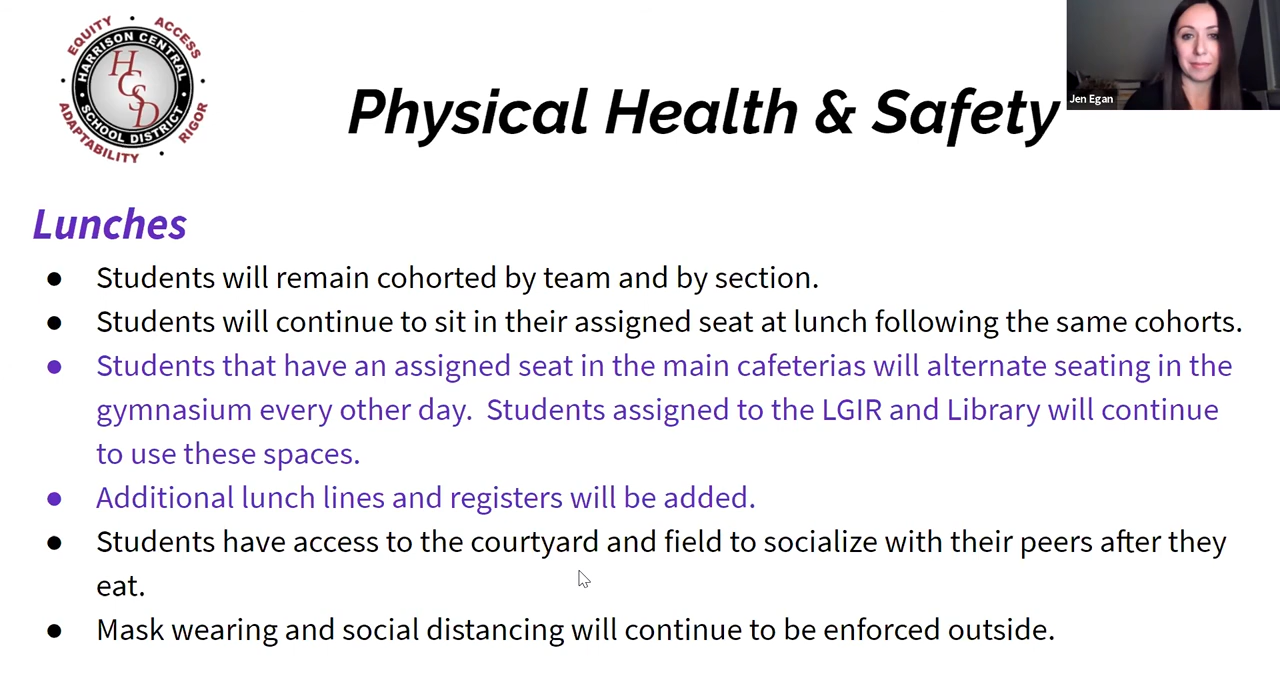 EQUITY • ACCESS
HARRISON CENTRAL
HCSD
SCHOOL DISTRICT
ADAPTABILITY • RIGOR
Physical Health & Safety
Jen Egan
Lunches
● Students will remain cohorted by team and by section.
● Students will continue to sit in their assigned seat at lunch following the same cohorts.
● Students that have an assigned seat in the main cafeterias will alternate seating in the
gymnasium every other day. Students assigned to the LGIR and Library will continue
to use these spaces.
● Additional lunch lines and registers will be added.
● Students have access to the courtyard and field to socialize with their peers after they
eat.
● Mask wearing and social distancing will continue to be enforced outside.